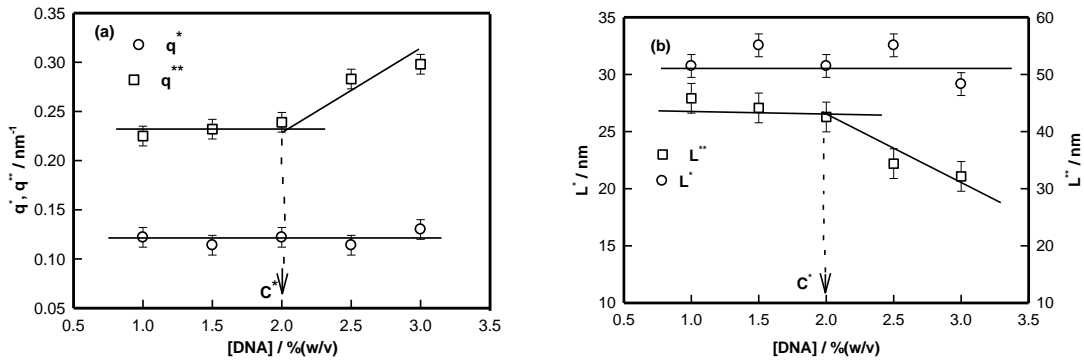 (a)
q*
q**
0.35
0.30
0.25
0.20
0.15
0.10
0.05
q*, q** / nm-1
C*
0.5 1.0 1.5 2.0 2.5 3.0 3.5
[DNA] / %(w/v)
(b)
35
30
25
20
15
10
L* / nm
L**
L*
C*
60
50
40
30
20
10
L** / nm
0.5 1.0 1.5 2.0 2.5 3.0 3.5
[DNA] / %(w/v)